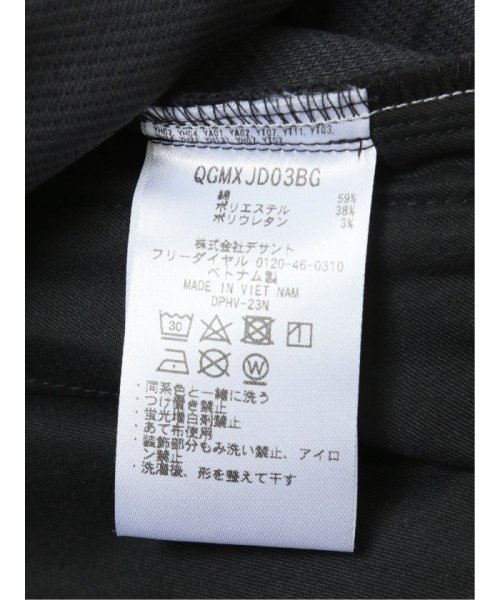 QGMXJD03BG
綿 59%
ポリエステル 38%
ポリウレタン 3%
株式会社デサント
フリーダイヤル 0120-46-0310
ベトナム製
MADE IN VIET NAM
DPHV-23N
30
W
・同系色と一緒に洗う
・つけ置き禁止
・蛍光増白剤禁止
・あて布使用
・装飾部分もみ洗い禁止、アイロ
ン禁止
・洗濯後、形を整えて干す